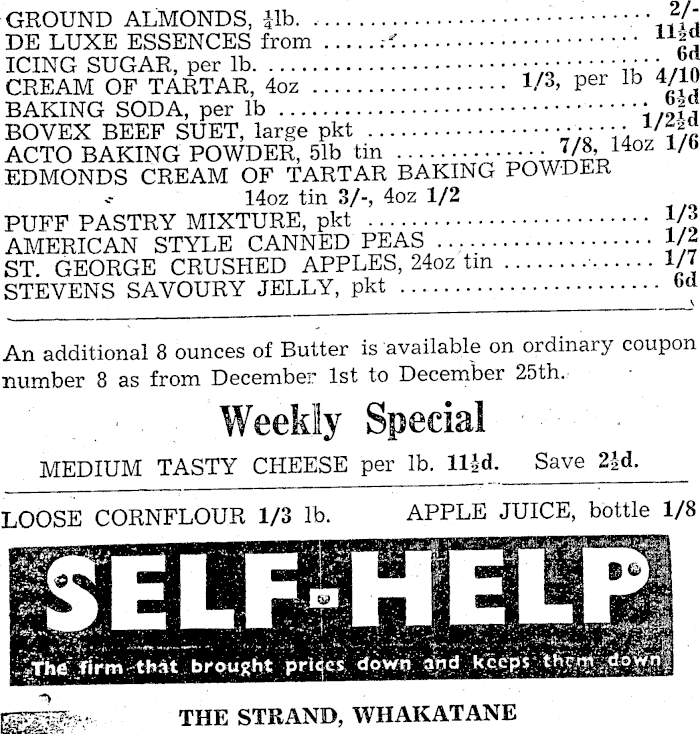 GROUND ALMONDS, ¼lb. ........................................ 2/-
DE LUXE ESSENCES from ................................ 11½d
ICING SUGAR, per lb. ........................................ 6d
CREAM OF TARTAR, 4oz .................... 1/3, per lb 4/10
BAKING SODA, per lb ........................................ 6½d
BOVEX BEEF SUET, large pkt ............................ 1/2½d
ACTO BAKING POWDER, 5lb tin .............. 7/8, 14oz 1/6
EDMONDS CREAM OF TARTAR BAKING POWDER
14oz tin 3/-, 4oz 1/2
PUFF PASTRY MIXTURE, pkt ............................ 1/3
AMERICAN STYLE CANNED PEAS ...................... 1/2
ST. GEORGE CRUSHED APPLES, 24oz tin .............. 1/7
STEVENS SAVOURY JELLY, pkt ........................ 6d
An additional 8 ounces of Butter is available on ordinary coupon
number 8 as from December 1st to December 25th.
Weekly Special
MEDIUM TASTY CHEESE per lb. 11½d. Save 2½d.
LOOSE CORNFLOUR 1/3 lb. APPLE JUICE, bottle 1/8
SELF-HELP
The firm that brought prices down and keeps them down
THE STRAND, WHAKATANE